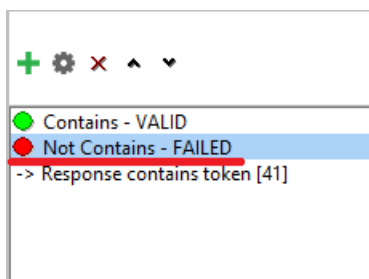 Contains - VALID
Not Contains - FAILED
-> Response contains token [41]